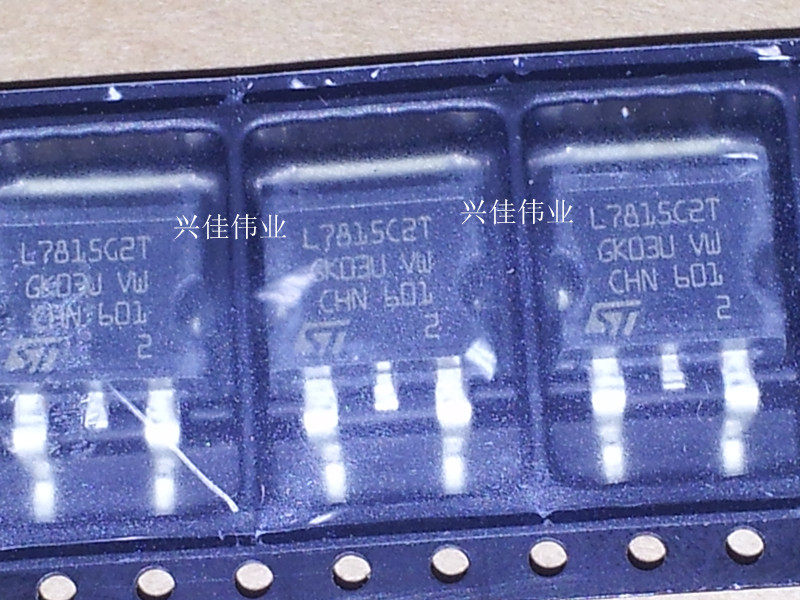 L7815C2T
GK03U VW
CHN 601
2
兴佳伟业
L7815C2T
GK03U VW
CHN 601
2
兴佳伟业
L7815C2T
GK03U VW
CHN 601
2